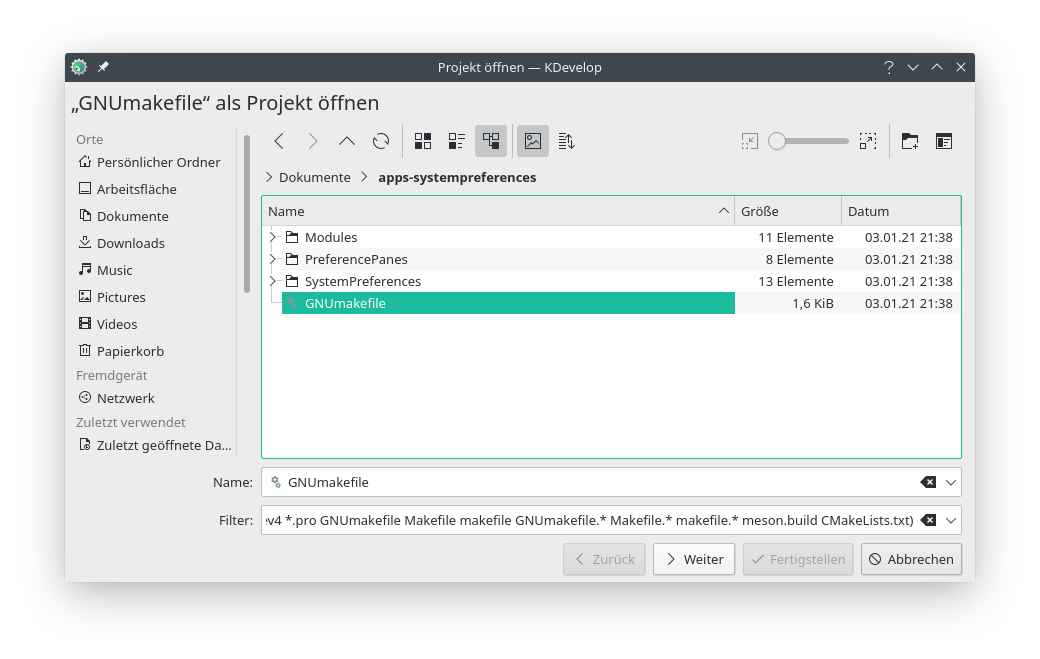 Projekt öffnen — KDevelop
„GNUmakefile“ als Projekt öffnen
Orte
Persönlicher Ordner
Arbeitsfläche
Dokumente
Downloads
Music
Pictures
Videos
Papierkorb
Fremdgerät
Netzwerk
Zuletzt verwendet
Zuletzt geöffnete Da...
Dokumente > apps-systempreferences
Name Größe Datum
Modules 11 Elemente 03.01.21 21:38
PreferencePanes 8 Elemente 03.01.21 21:38
SystemPreferences 13 Elemente 03.01.21 21:38
GNUmakefile 1,6 KiB 03.01.21 21:38
Name: GNUmakefile
Filter: ev4 *.pro GNUmakefile Makefile makefile GNUmakefile.* Makefile.* makefile.* meson.build CMakeLists.txt)
Zurück Weiter Fertigstellen Abbrechen